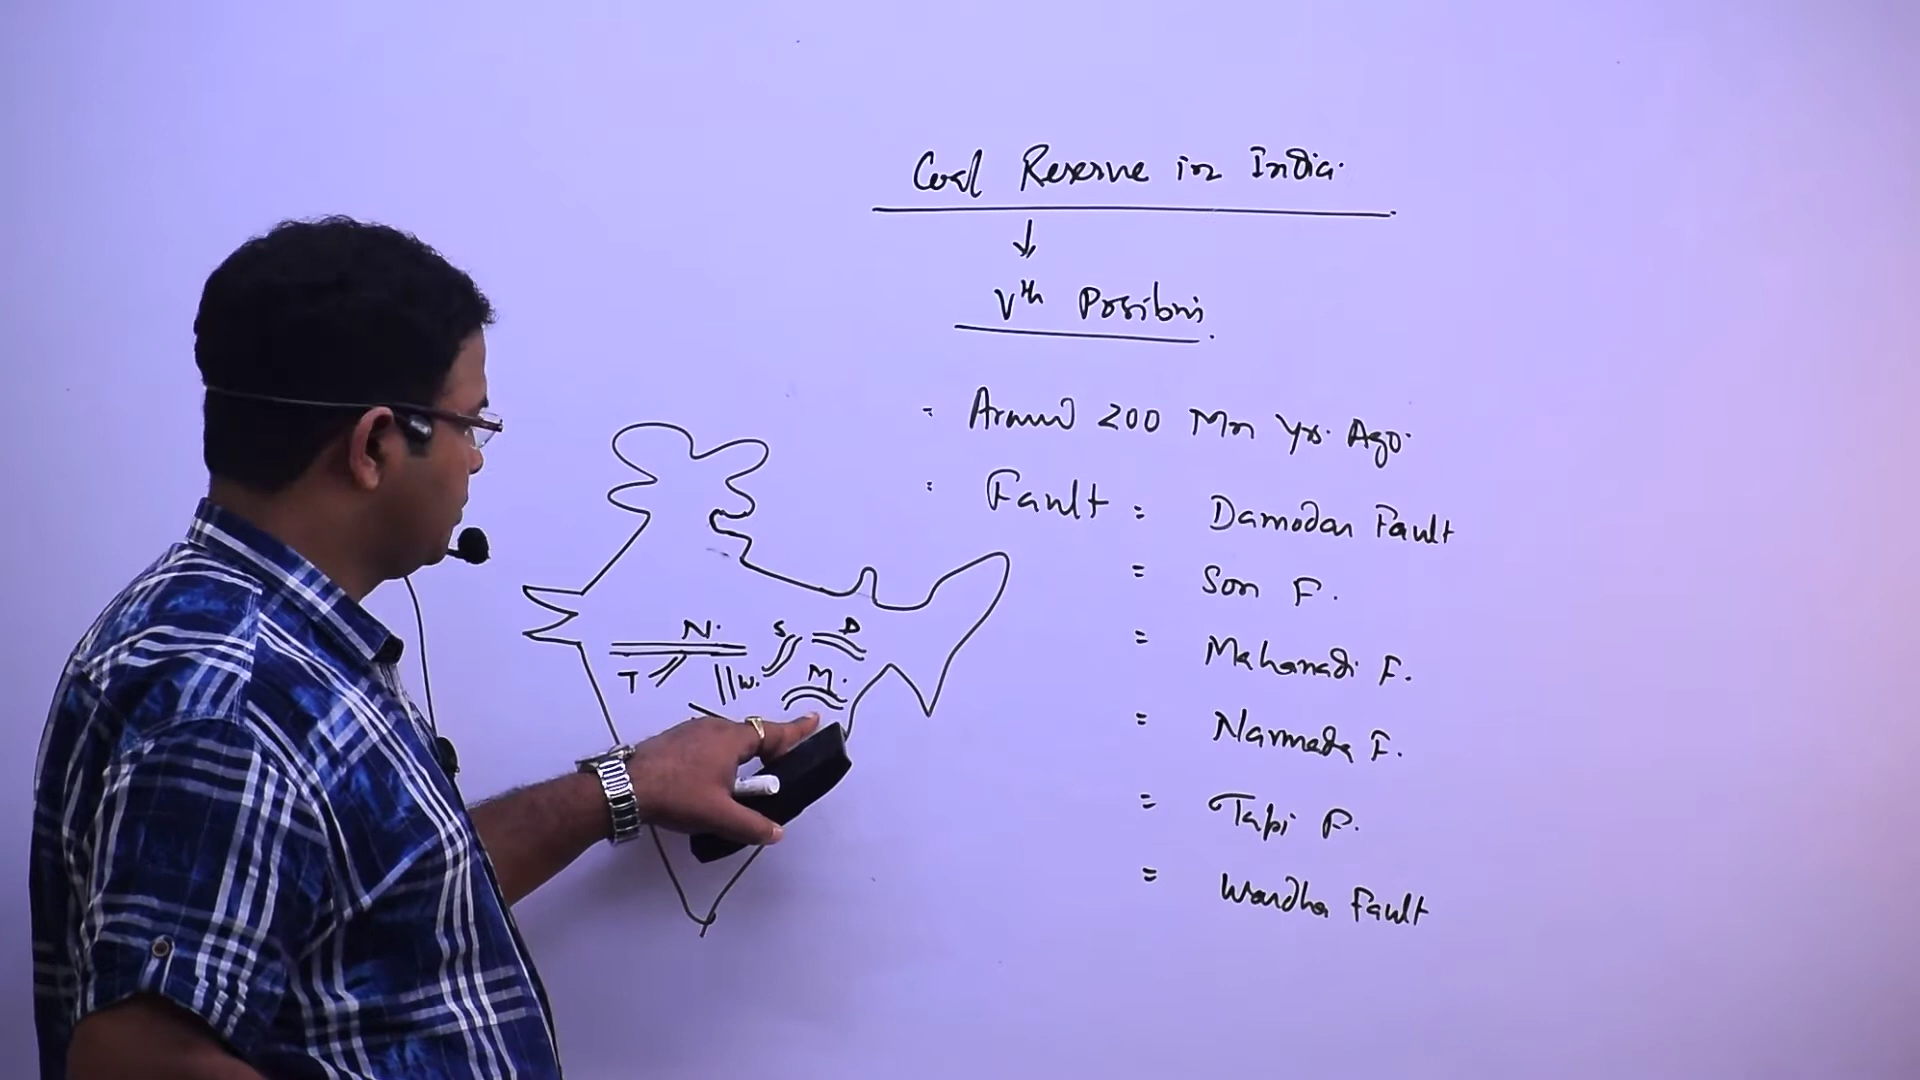 Coal Reserve in India.
↓
Vth Position.
= Around 200 Mn Yrs. Ago.
= Fault = Damodar Fault
= Son F.
= Mahanadi F.
= Narmada F.
= Tapi F.
= Wardha Fault
N.
S
D
T
W.
M.